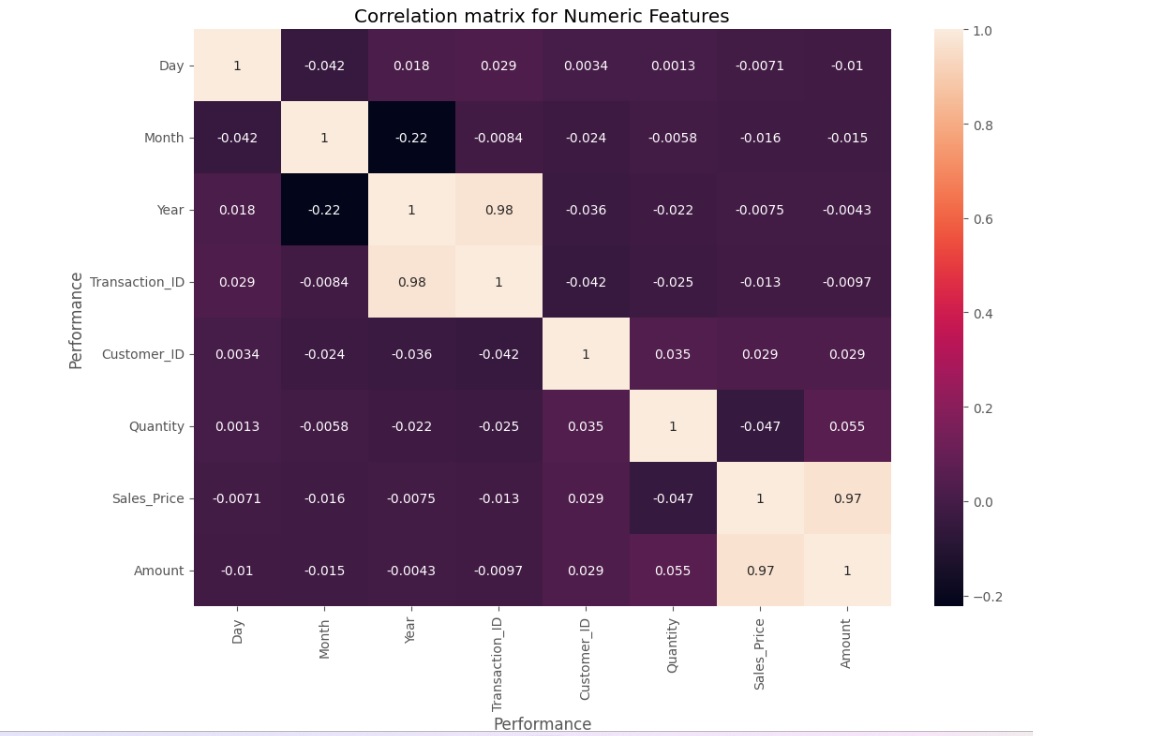 Correlation matrix for Numeric Features
Day 1 -0.042 0.018 0.029 0.0034 0.0013 -0.0071 -0.01
Month -0.042 1 -0.22 -0.0084 -0.024 -0.0058 -0.016 -0.015
Year 0.018 -0.22 1 0.98 -0.036 -0.022 -0.0075 -0.0043
Transaction_ID 0.029 -0.0084 0.98 1 -0.042 -0.025 -0.013 -0.0097
Customer_ID 0.0034 -0.024 -0.036 -0.042 1 0.035 0.029 0.029
Quantity 0.0013 -0.0058 -0.022 -0.025 0.035 1 -0.047 0.055
Sales_Price -0.0071 -0.016 -0.0075 -0.013 0.029 -0.047 1 0.97
Amount -0.01 -0.015 -0.0043 -0.0097 0.029 0.055 0.97 1
Performance
Day Month Year Transaction_ID Customer_ID Quantity Sales_Price Amount
Performance
1.0
0.8
0.6
0.4
0.2
0.0
−0.2